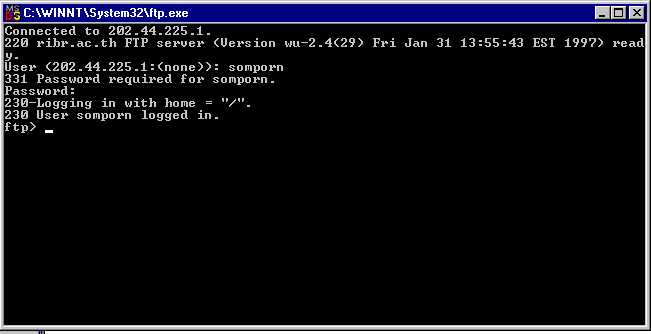 C:\WINNT\System32\ftp.exe
Connected to 202.44.225.1.
220 ribr.ac.th FTP server (Version wu-2.4(29) Fri Jan 31 13:55:43 EST 1997) read
y.
User (202.44.225.1:(none)): somporn
331 Password required for somporn.
Password:
230-Logging in with home = "/".
230 User somporn logged in.
ftp> _